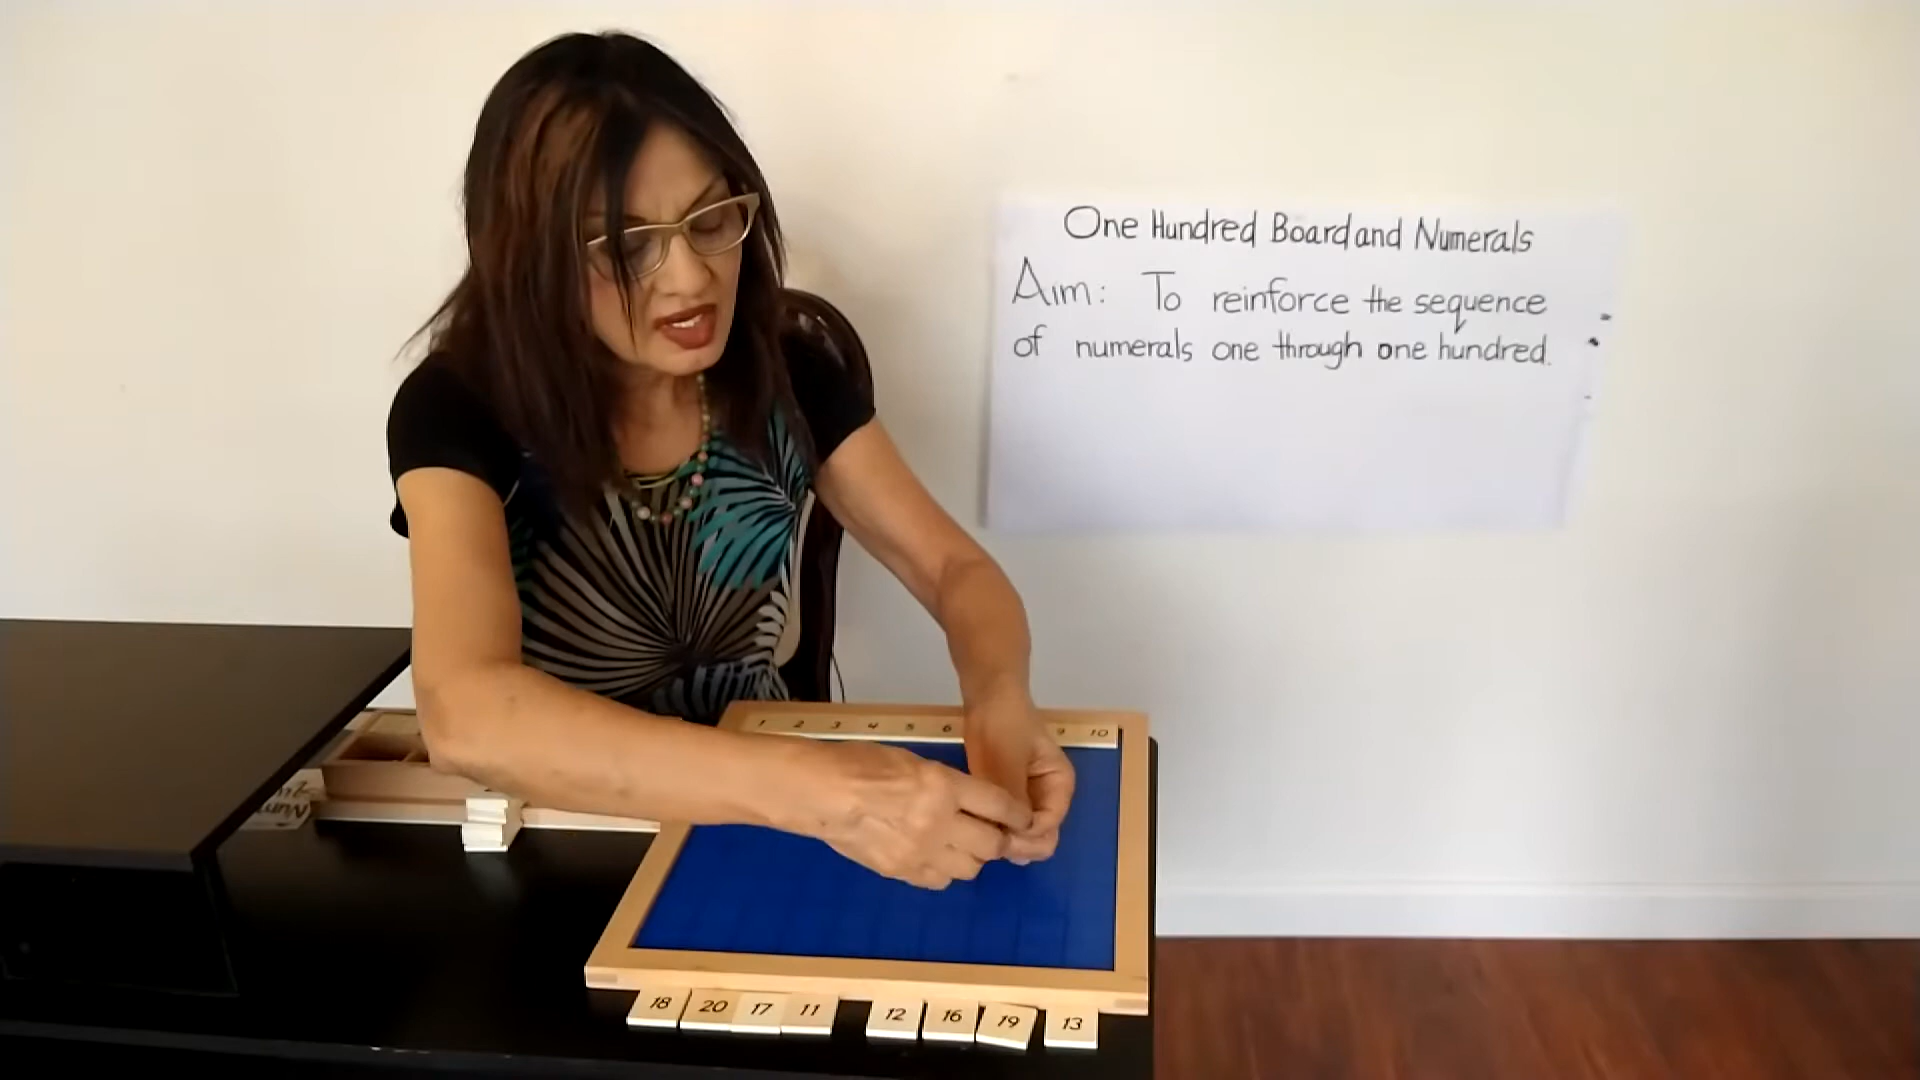 One Hundred Board and Numerals
Aim: To reinforce the sequence
of numerals one through one hundred.
1 2 3 4 5 6 9 10
18 20 17 11 12 16 19 13